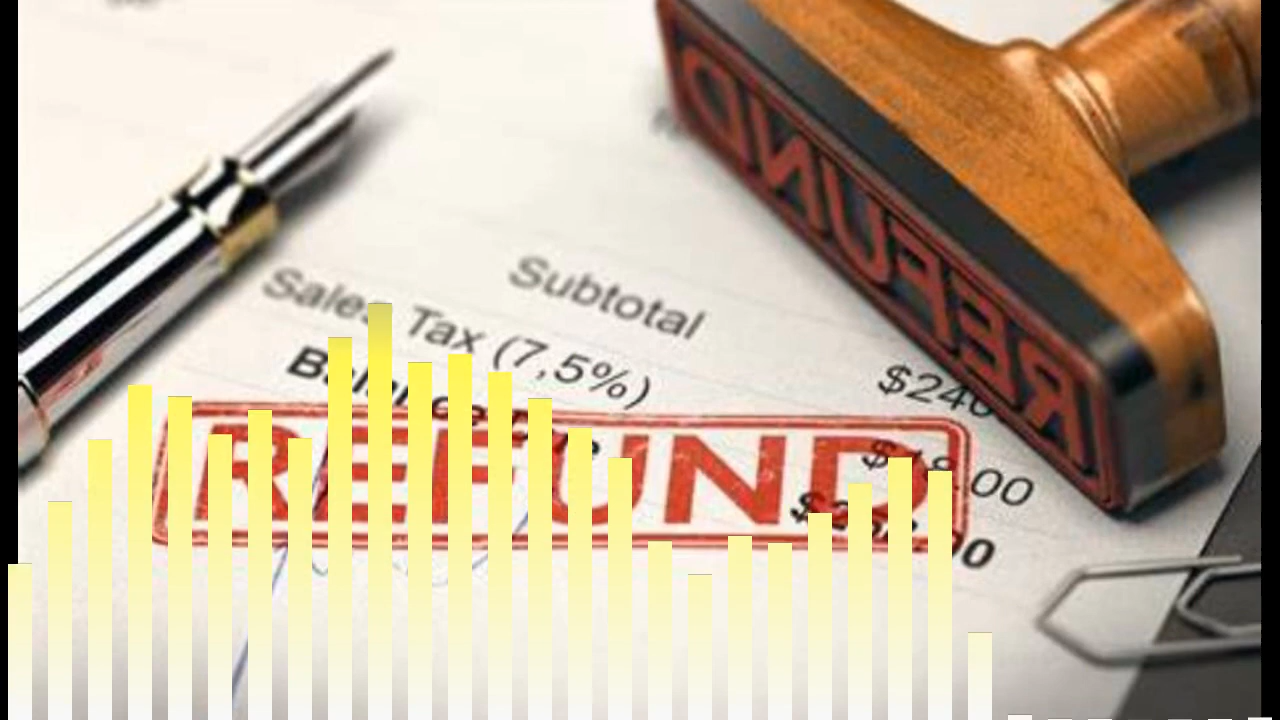 Subtotal
Sales Tax (7,5%)
$240
.00
REFUND
REFUND